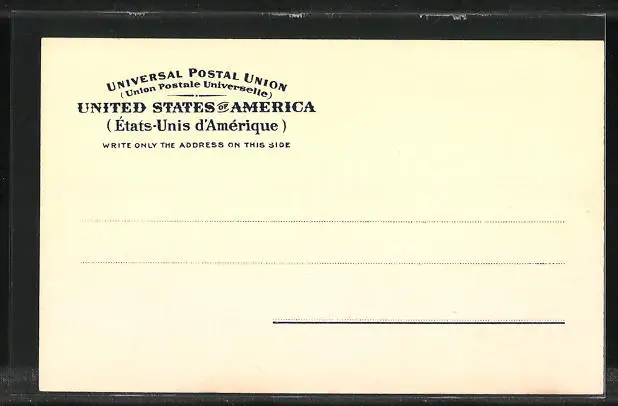 UNIVERSAL POSTAL UNION
(Union Postale Universelle)
UNITED STATES OF AMERICA
(États-Unis d'Amérique)
WRITE ONLY THE ADDRESS ON THIS SIDE